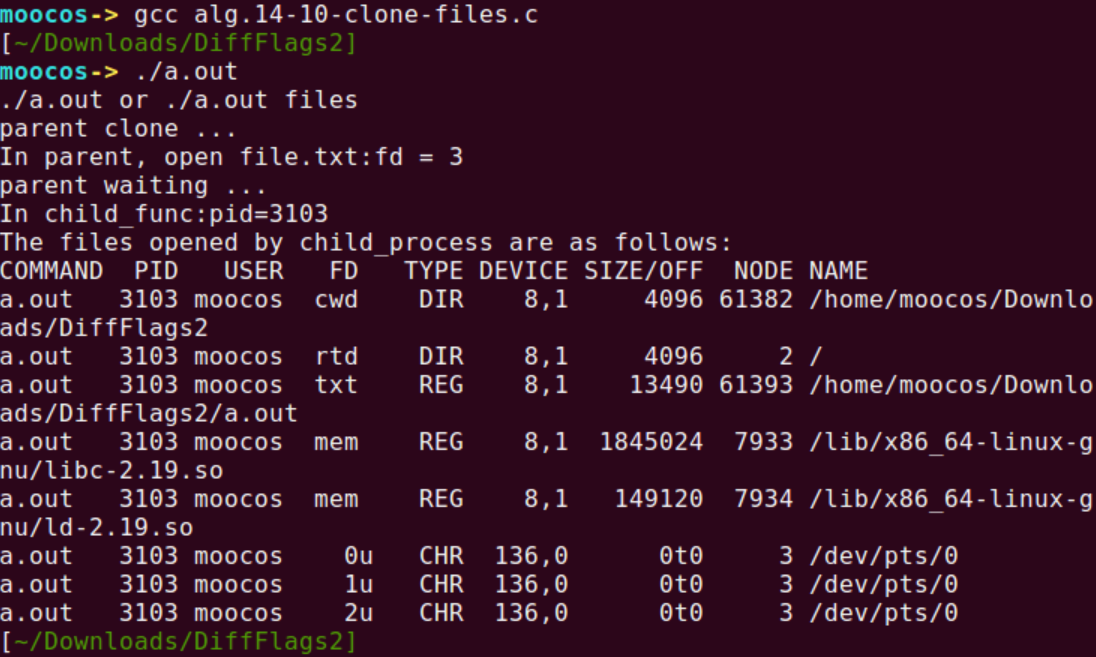 moocos-> gcc alg.14-10-clone-files.c
[~/Downloads/DiffFlags2]
moocos-> ./a.out
./a.out or ./a.out files
parent clone ...
In parent, open file.txt:fd = 3
parent waiting ...
In child_func:pid=3103
The files opened by child_process are as follows:
COMMAND  PID   USER   FD   TYPE DEVICE SIZE/OFF  NODE NAME
a.out   3103 moocos  cwd    DIR    8,1     4096 61382 /home/moocos/Downlo
ads/DiffFlags2
a.out   3103 moocos  rtd    DIR    8,1     4096     2 /
a.out   3103 moocos  txt    REG    8,1    13490 61393 /home/moocos/Downlo
ads/DiffFlags2/a.out
a.out   3103 moocos  mem    REG    8,1  1845024  7933 /lib/x86_64-linux-g
nu/libc-2.19.so
a.out   3103 moocos  mem    REG    8,1   149120  7934 /lib/x86_64-linux-g
nu/ld-2.19.so
a.out   3103 moocos    0u   CHR  136,0      0t0     3 /dev/pts/0
a.out   3103 moocos    1u   CHR  136,0      0t0     3 /dev/pts/0
a.out   3103 moocos    2u   CHR  136,0      0t0     3 /dev/pts/0
[~/Downloads/DiffFlags2]